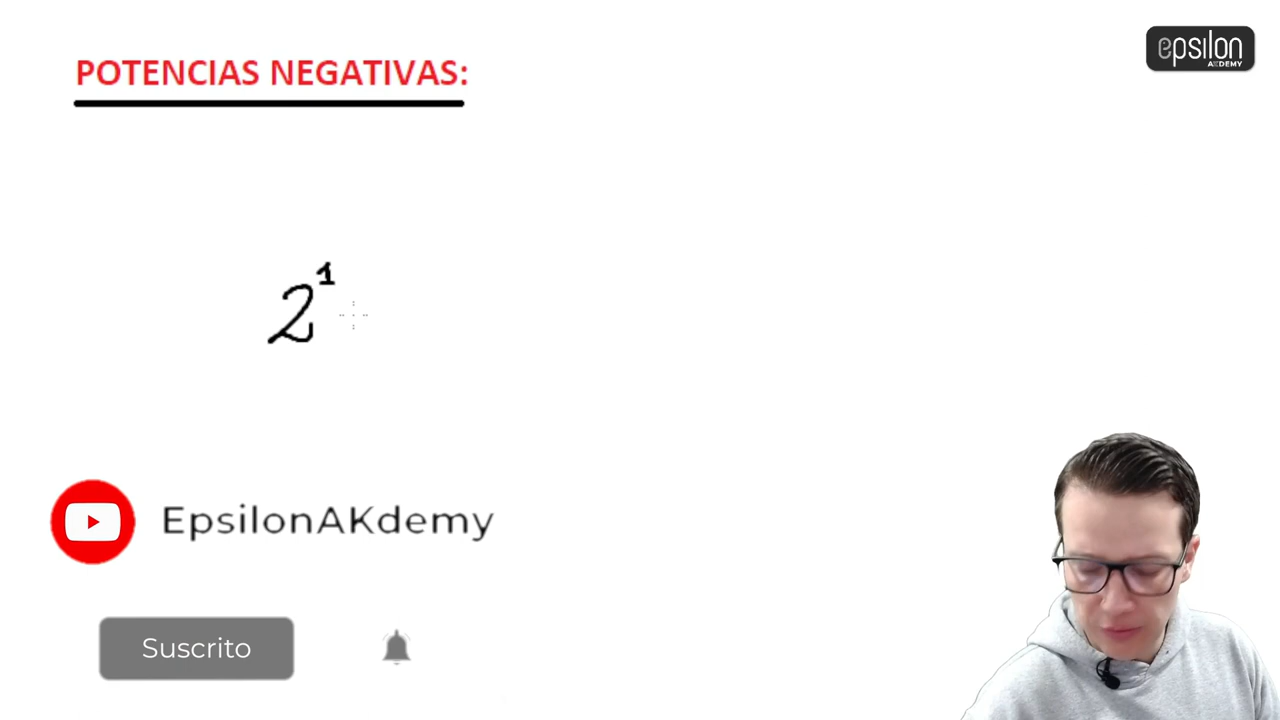 epsilon
AKDEMY
POTENCIAS NEGATIVAS:
2¹
EpsilonAKdemy
Suscrito